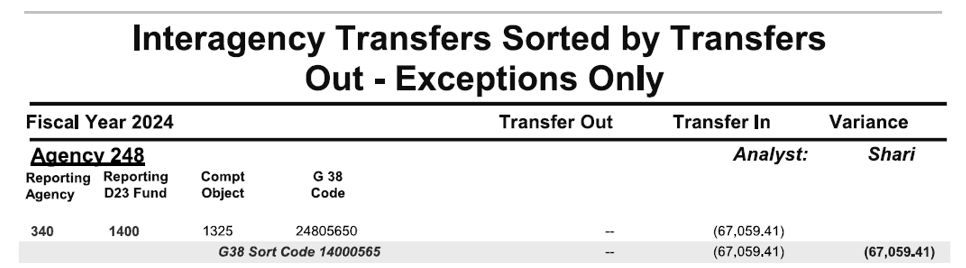 Interagency Transfers Sorted by Transfers
Out - Exceptions Only
Fiscal Year 2024 Transfer Out Transfer In Variance
Agency 248 Analyst: Shari
Reporting Reporting Compt G 38
Agency D23 Fund Object Code
340 1400 1325 24805650 -- (67,059.41)
G38 Sort Code 14000565 -- (67,059.41) (67,059.41)